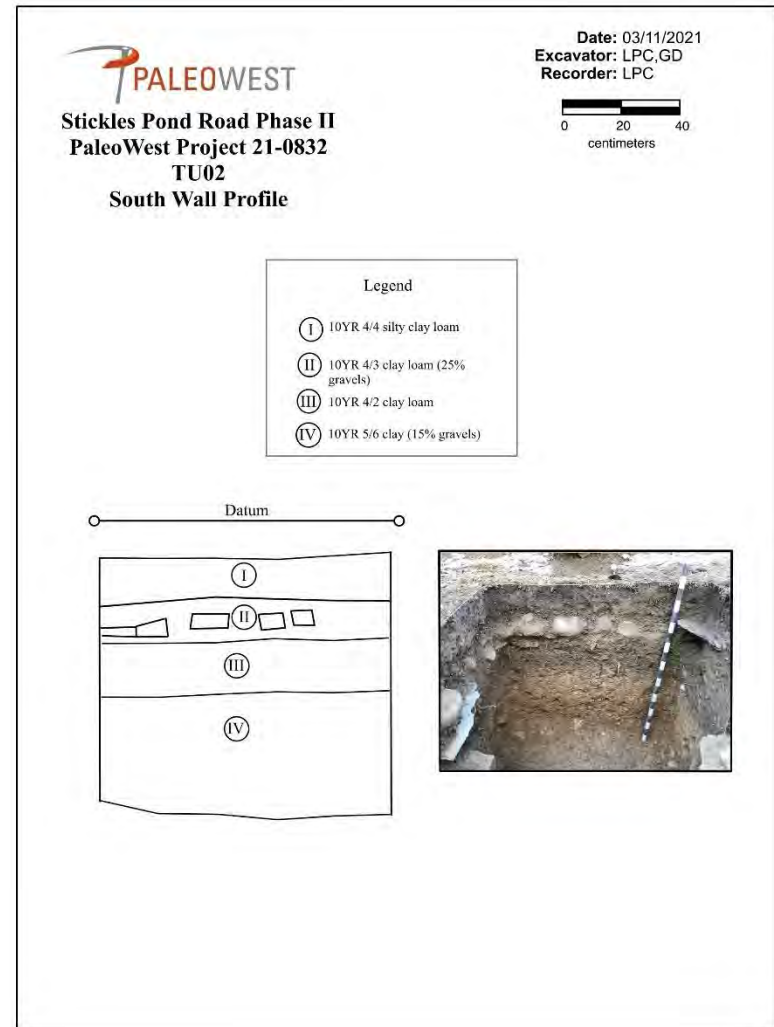 PALEOWEST
Stickles Pond Road Phase II
PaleoWest Project 21-0832
TU02
South Wall Profile
Date: 03/11/2021
Excavator: LPC,GD
Recorder: LPC
0 20 40
centimeters
Legend
I 10YR 4/4 silty clay loam
II 10YR 4/3 clay loam (25%
gravels)
III 10YR 4/2 clay loam
IV 10YR 5/6 clay (15% gravels)
Datum
I
II
III
IV